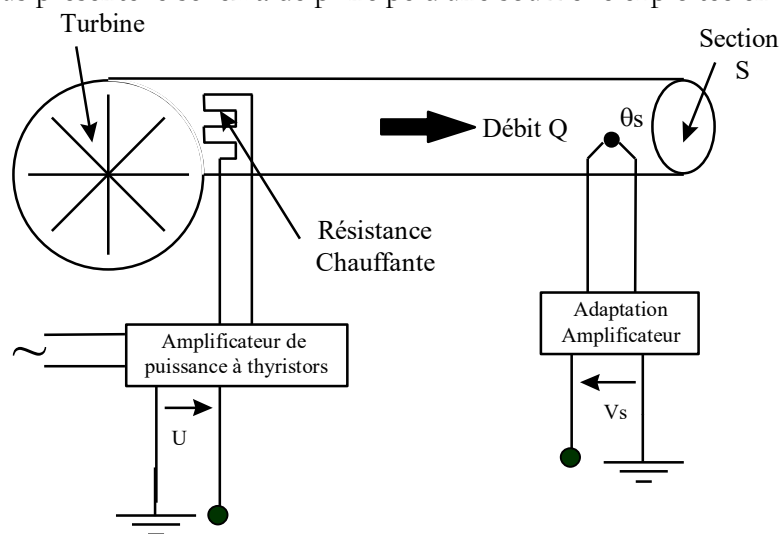 Turbine
Section
S
θs
Débit Q
Résistance
Chauffante
Adaptation
Amplificateur
Amplificateur de
puissance à thyristors
~
Vs
U